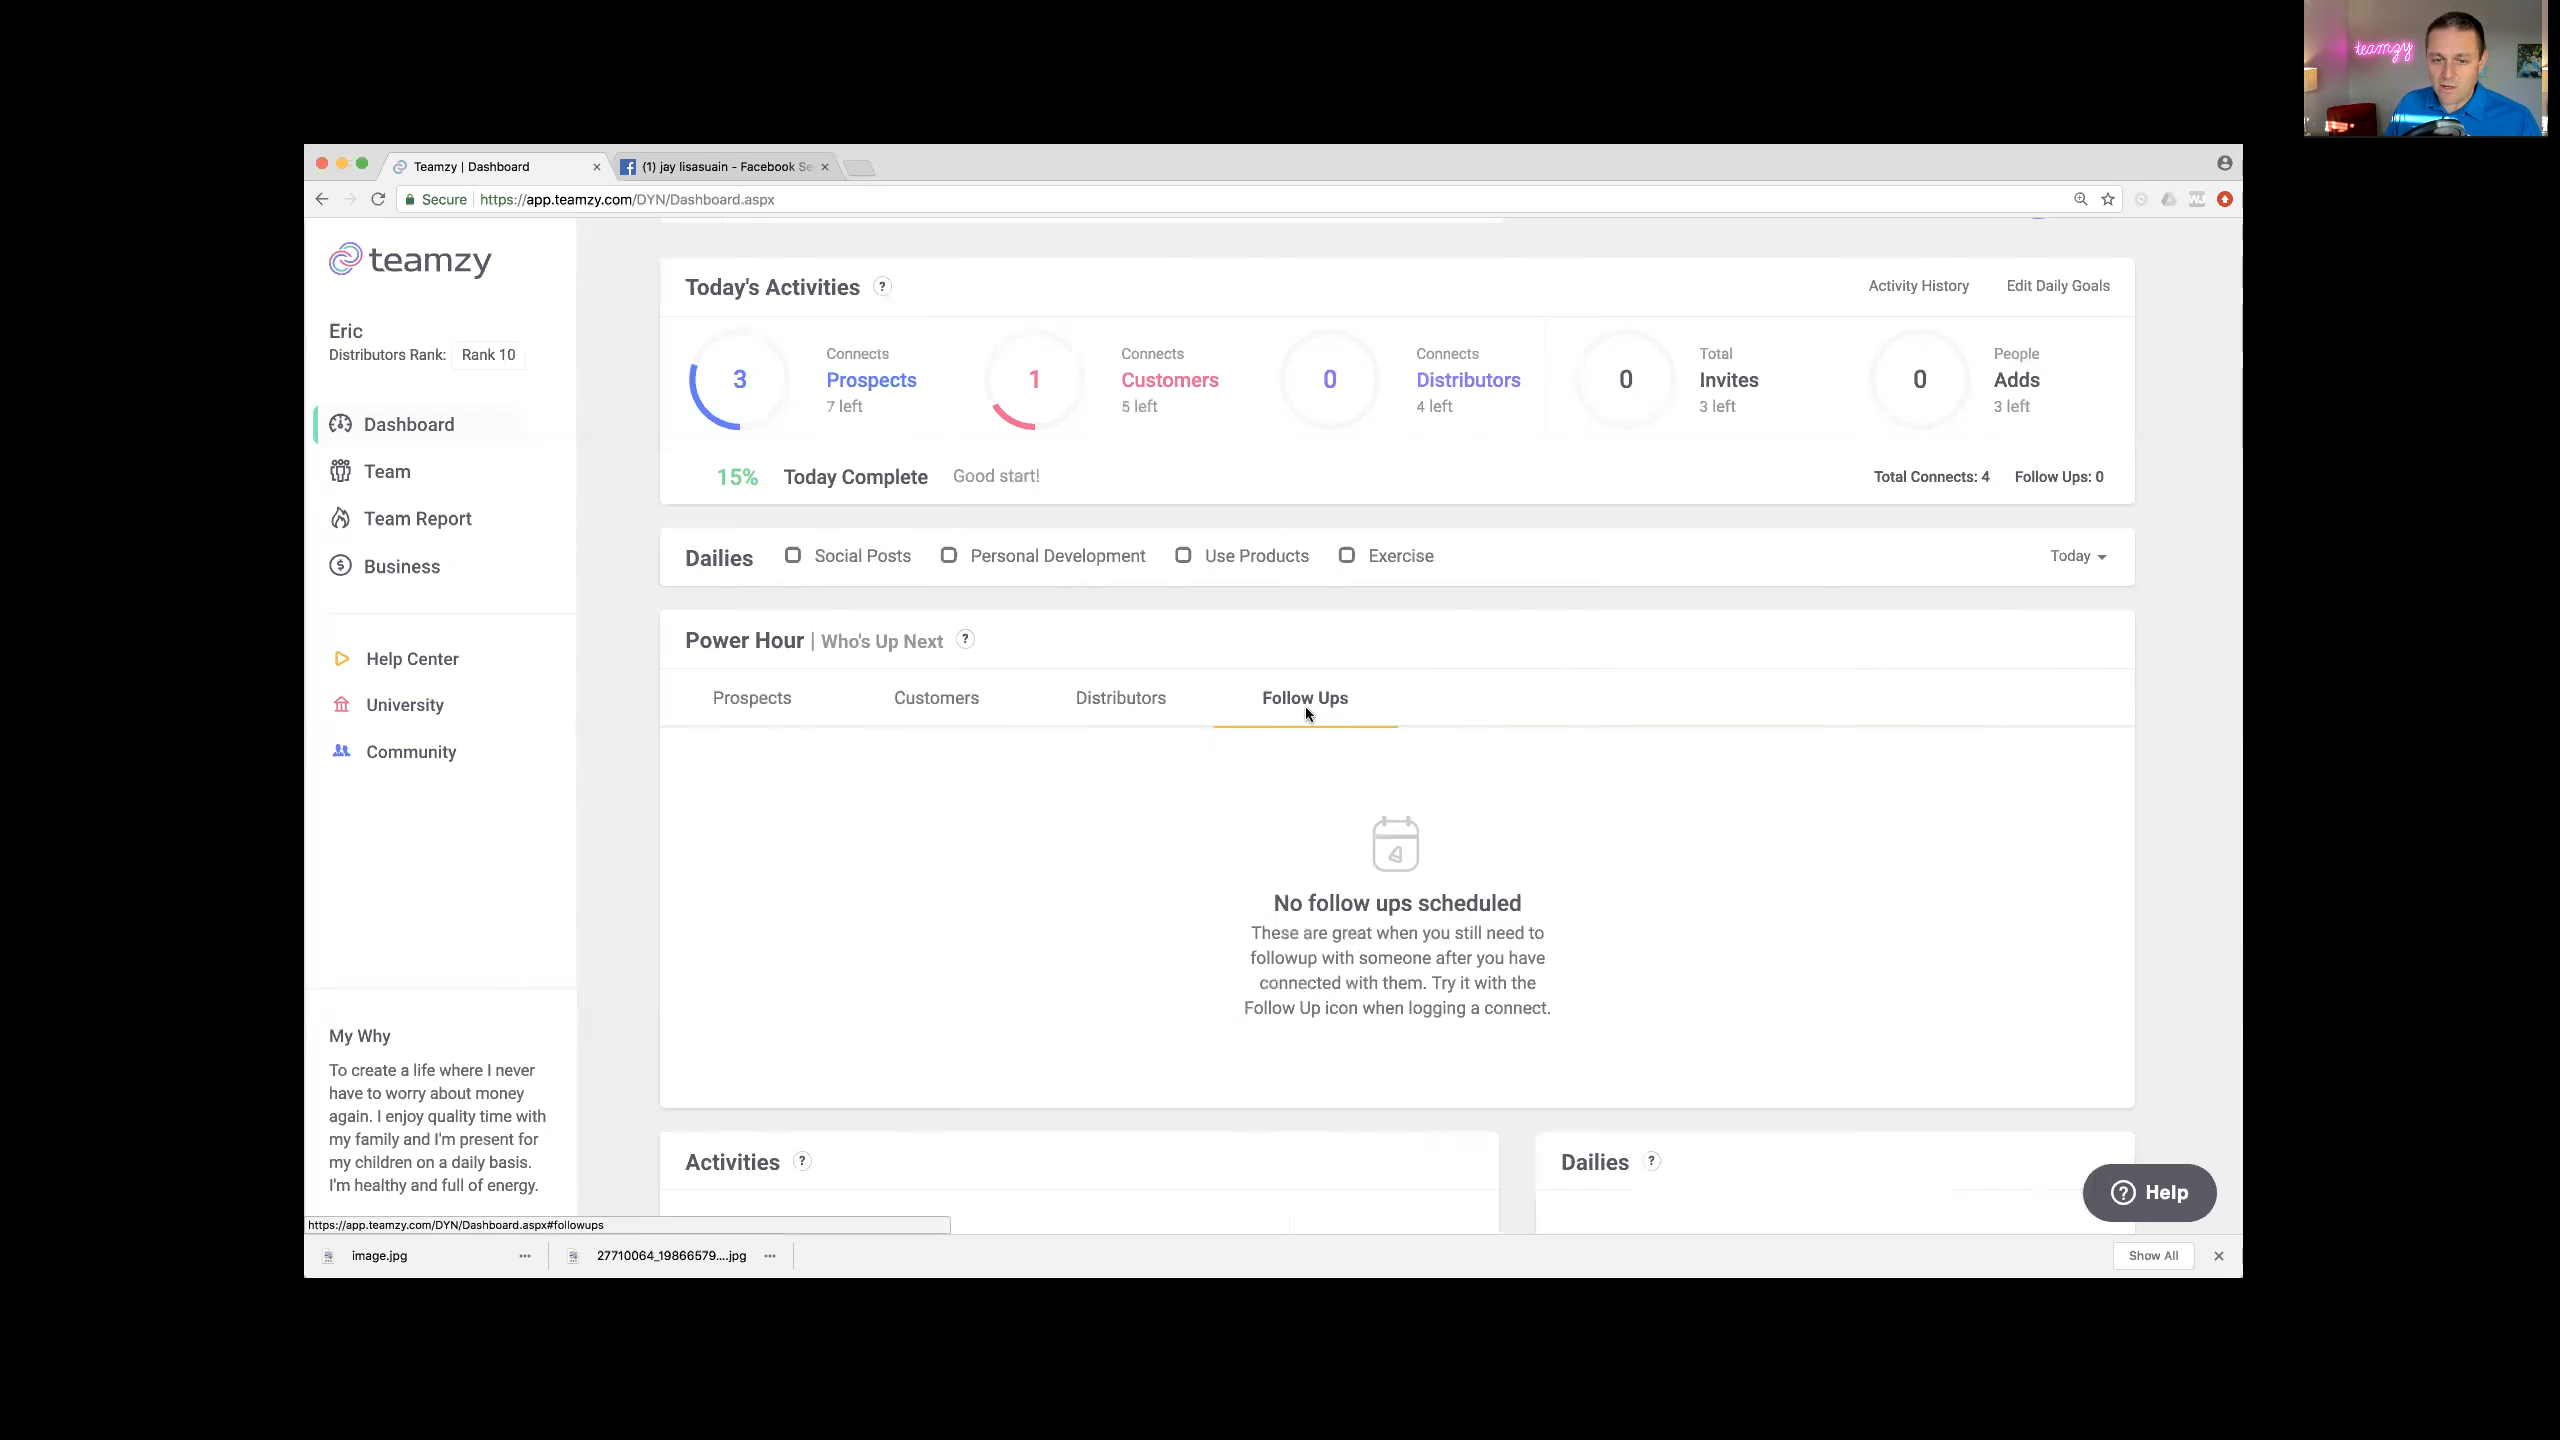 teamzy
Teamzy | Dashboard
(1) jay lisasuain - Facebook Se
Secure
https://app.teamzy.com/DYN/Dashboard.aspx
teamzy
Eric
Distributors Rank: Rank 10
Dashboard
Team
Team Report
Business
Help Center
University
Community
My Why
To create a life where I never
have to worry about money
again. I enjoy quality time with
my family and I'm present for
my children on a daily basis.
I'm healthy and full of energy.
Today's Activities ?
Activity History
Edit Daily Goals
3
Connects
Prospects
7 left
1
Connects
Customers
5 left
0
Connects
Distributors
4 left
0
Total
Invites
3 left
0
People
Adds
3 left
15% Today Complete Good start!
Total Connects: 4 Follow Ups: 0
Dailies Social Posts Personal Development Use Products Exercise Today
Power Hour | Who's Up Next ?
Prospects Customers Distributors Follow Ups
No follow ups scheduled
These are great when you still need to
followup with someone after you have
connected with them. Try it with the
Follow Up icon when logging a connect.
Activities ?
Dailies ?
? Help
https://app.teamzy.com/DYN/Dashboard.aspx#followups
image.jpg
27710064_19866579....jpg
Show All